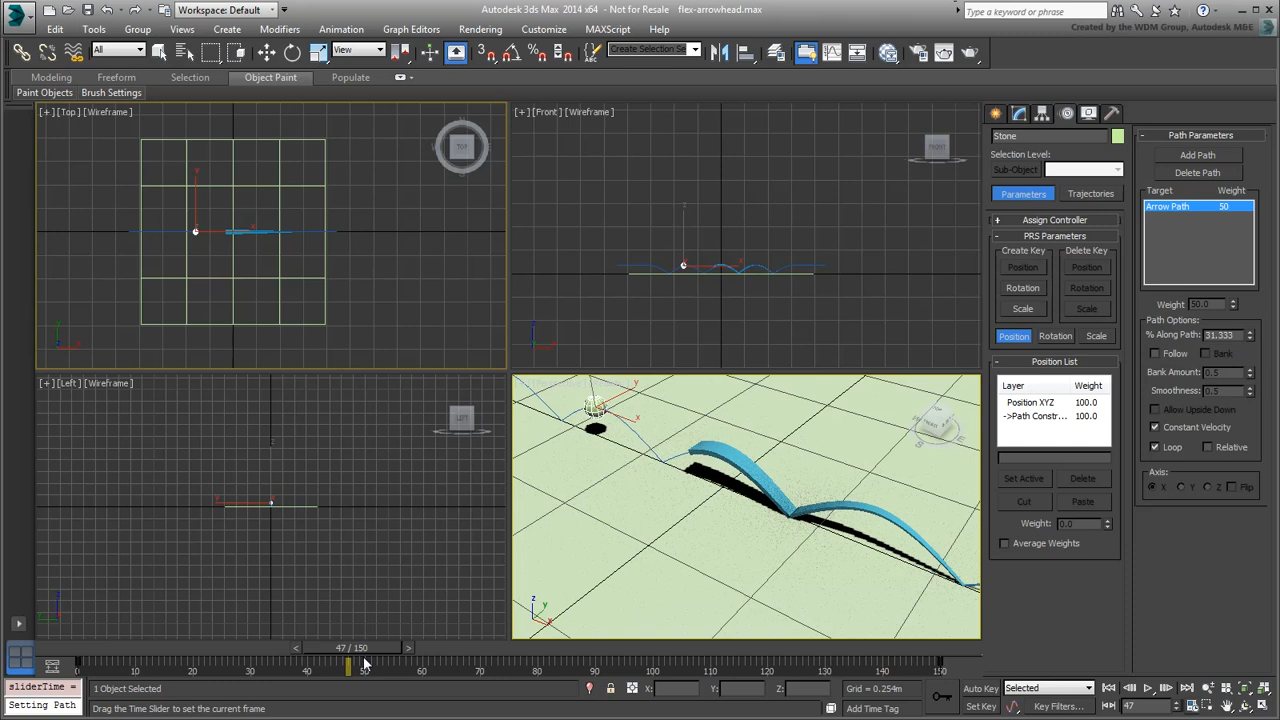 Workspace: Default
Autodesk 3ds Max 2014 x64 - Not for Resale flex-arrowhead.max
Type a keyword or phrase
Edit Tools Group Views Create Modifiers Animation Graph Editors Rendering Customize MAXScript Help
Created by the WDM Group, Autodesk M&E
All View Create Selection Se
Modeling Freeform Selection Object Paint Populate
Paint Objects Brush Settings
[+] [Top] [Wireframe]
TOP
[+] [Front] [Wireframe]
FRONT
[+] [Left] [Wireframe]
LEFT
Stone
Selection Level:
Sub-Object
Parameters Trajectories
+ Assign Controller
- PRS Parameters
Create Key Delete Key
Position Position
Rotation Rotation
Scale Scale
Position Rotation Scale
- Position List
Layer Weight
Position XYZ 100.0
->Path Constr... 100.0
Set Active Delete
Cut Paste
Weight: 0.0
Average Weights
- Path Parameters
Add Path
Delete Path
Target Weight
Arrow Path 50
Weight 50.0
Path Options:
% Along Path: 31.333
Follow Bank
Bank Amount: 0.5
Smoothness: 0.5
Allow Upside Down
Constant Velocity
Loop Relative
Axis:
X Y Z Flip
< 47 / 150 >
0 10 20 30 40 50 60 70 80 90 100 110 120 130 140 150
sliderTime =
Setting Path
1 Object Selected
Drag the Time Slider to set the current frame
X: Y: Z: Grid = 0.254m
Add Time Tag
Auto Key Selected
Set Key Key Filters...
47